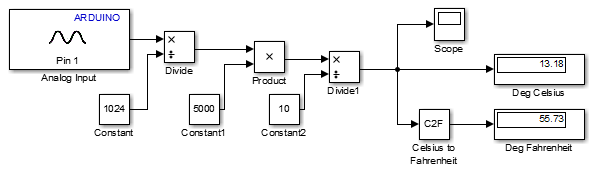 ARDUINO
Pin 1
Analog Input
×
÷
Divide
1024
Constant
×
Product
5000
Constant1
×
÷
Divide1
10
Constant2
Scope
13.18
Deg Celsius
C2F
Celsius to
Fahrenheit
55.73
Deg Fahrenheit